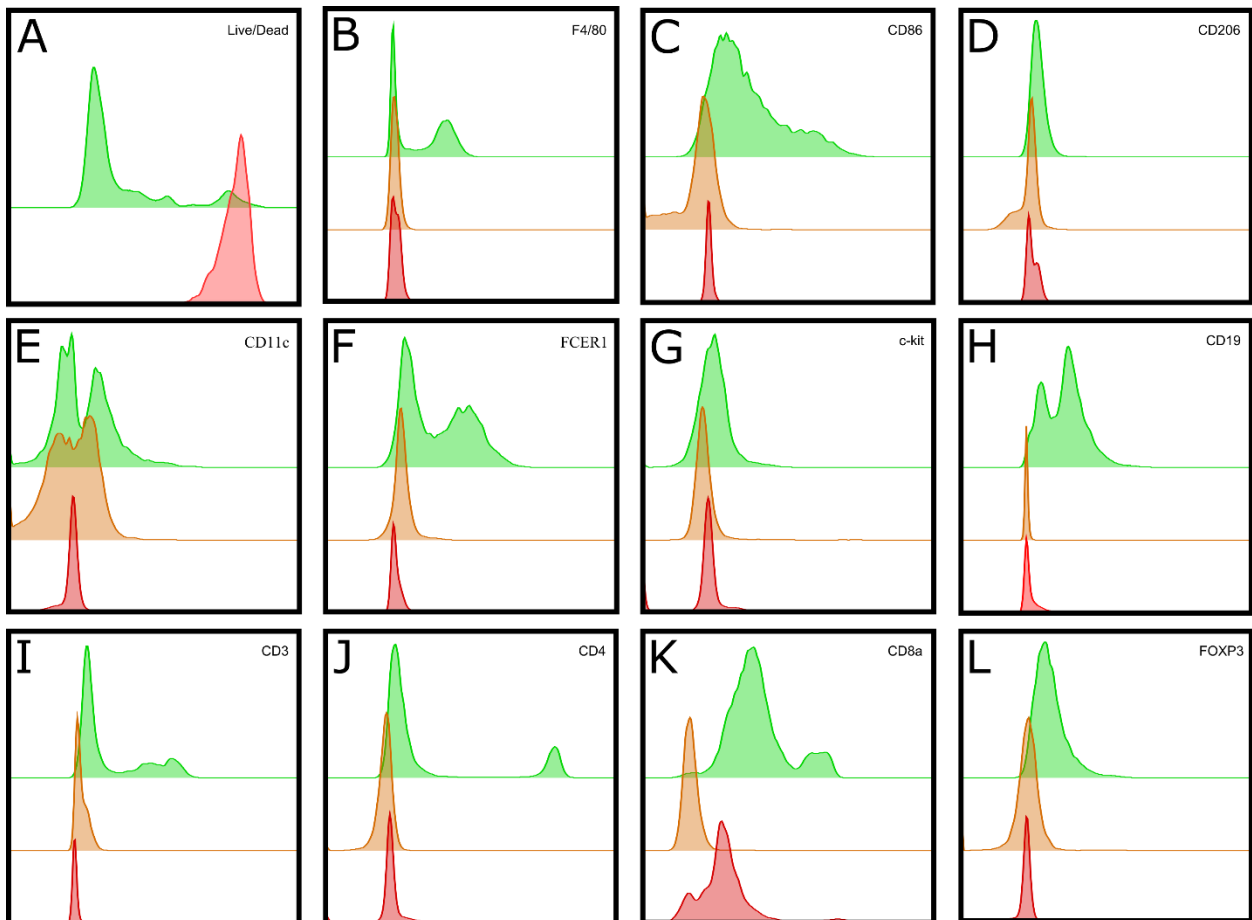 A Live/Dead
B F4/80
C CD86
D CD206
E CD11c
F FCER1
G c-kit
H CD19
I CD3
J CD4
K CD8a
L FOXP3